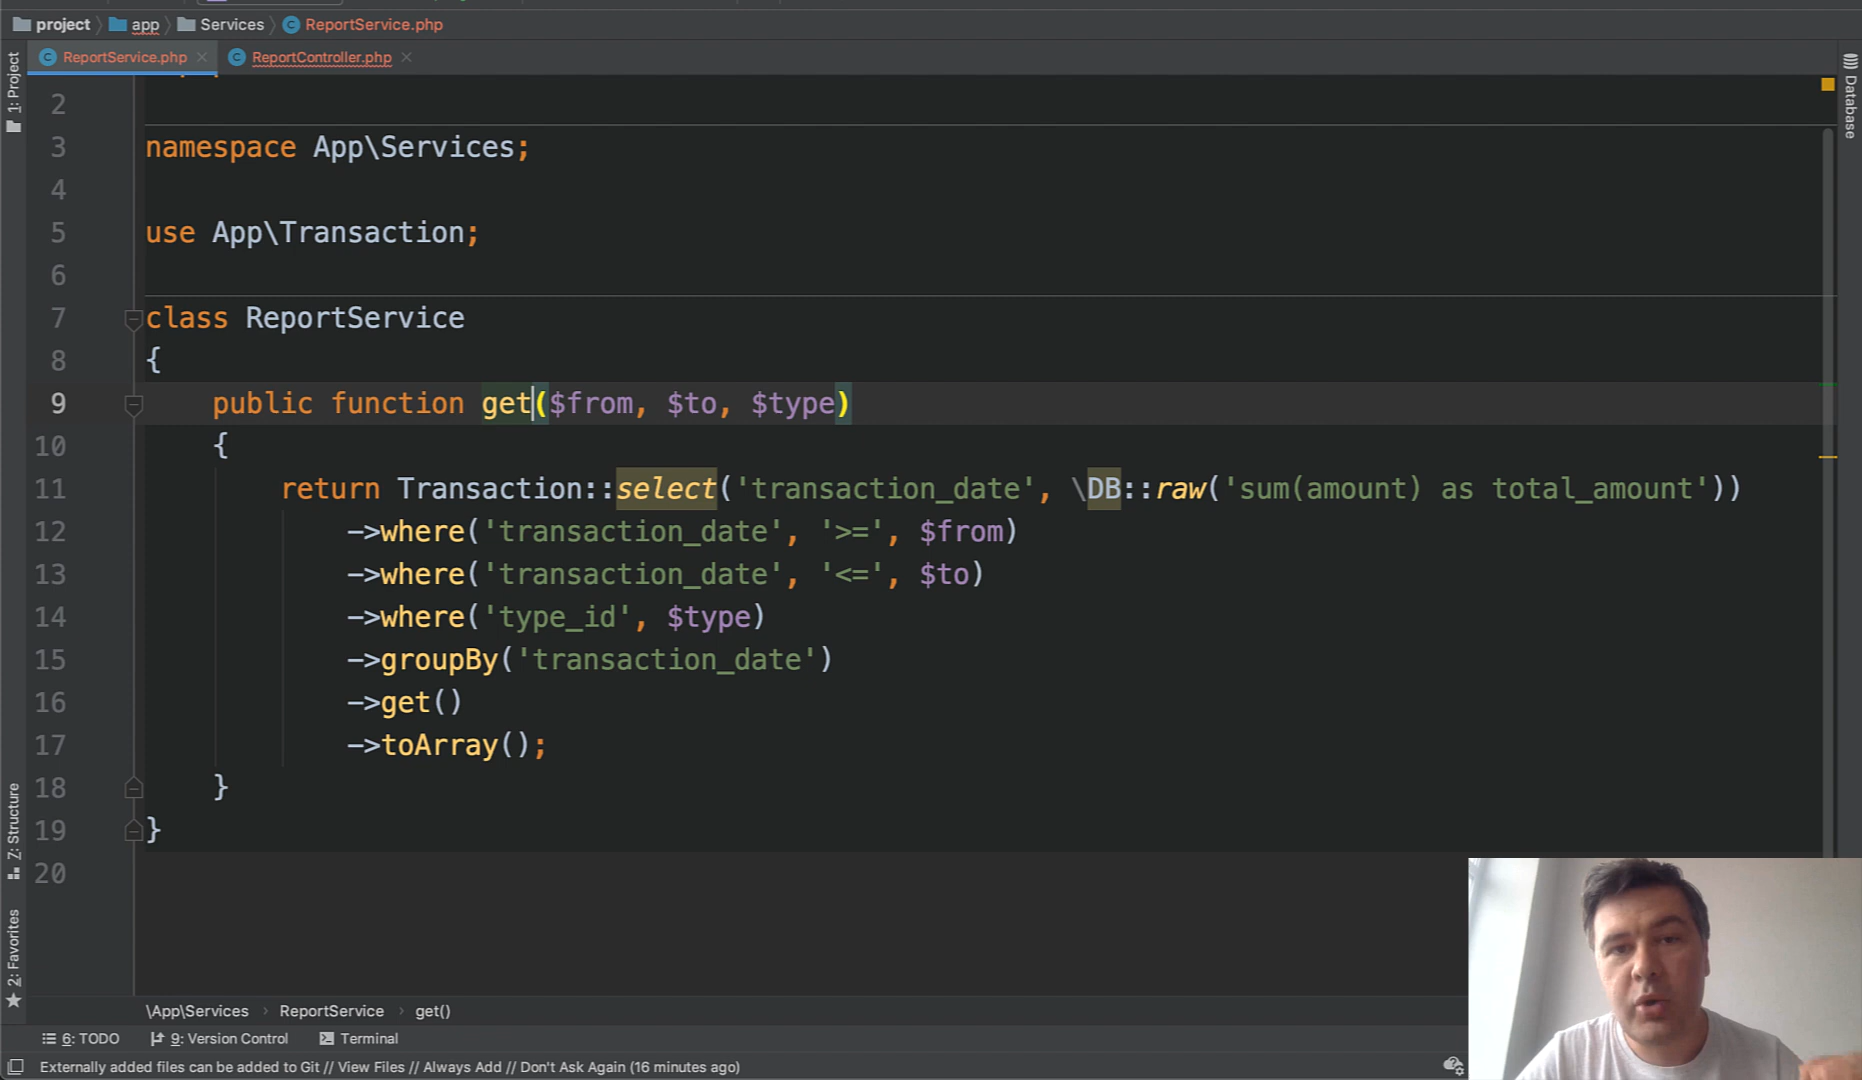 project app Services ReportService.php
ReportService.php ReportController.php
1: Project
Database
2
3 namespace App\Services;
4
5 use App\Transaction;
6
7 class ReportService
8 {
9 public function get($from, $to, $type)
10 {
11 return Transaction::select('transaction_date', \DB::raw('sum(amount) as total_amount'))
12 ->where('transaction_date', '>=', $from)
13 ->where('transaction_date', '<=', $to)
14 ->where('type_id', $type)
15 ->groupBy('transaction_date')
16 ->get()
17 ->toArray();
18 }
19 }
20
Z: Structure
2: Favorites
\App\Services › ReportService › get()
6: TODO 9: Version Control Terminal
Externally added files can be added to Git // View Files // Always Add // Don't Ask Again (16 minutes ago)